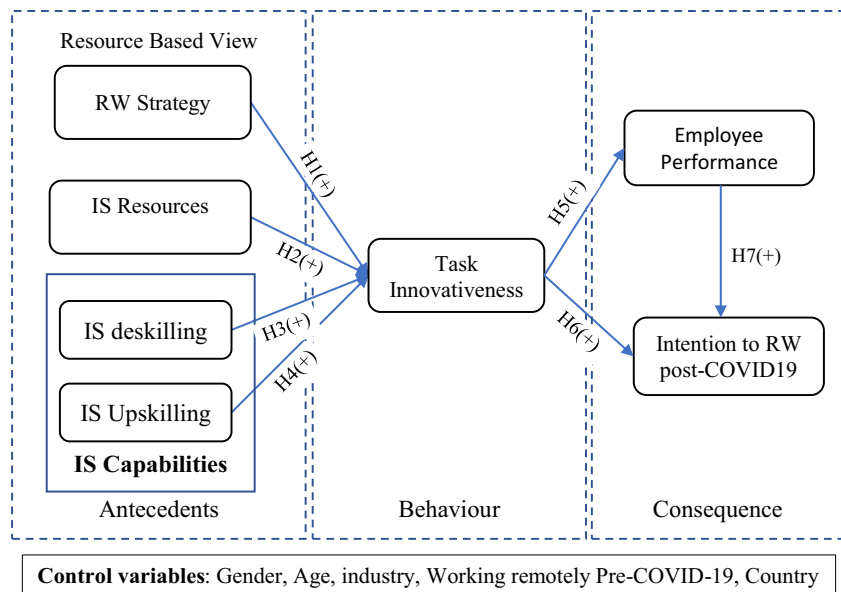 Resource Based View
RW Strategy
IS Resources
IS deskilling
IS Upskilling
IS Capabilities
Antecedents
H1(+)
H2(+)
H3(+)
H4(+)
Task
Innovativeness
Behaviour
H5(+)
H6(+)
Employee
Performance
H7(+)
Intention to RW
post-COVID19
Consequence
Control variables: Gender, Age, industry, Working remotely Pre-COVID-19, Country